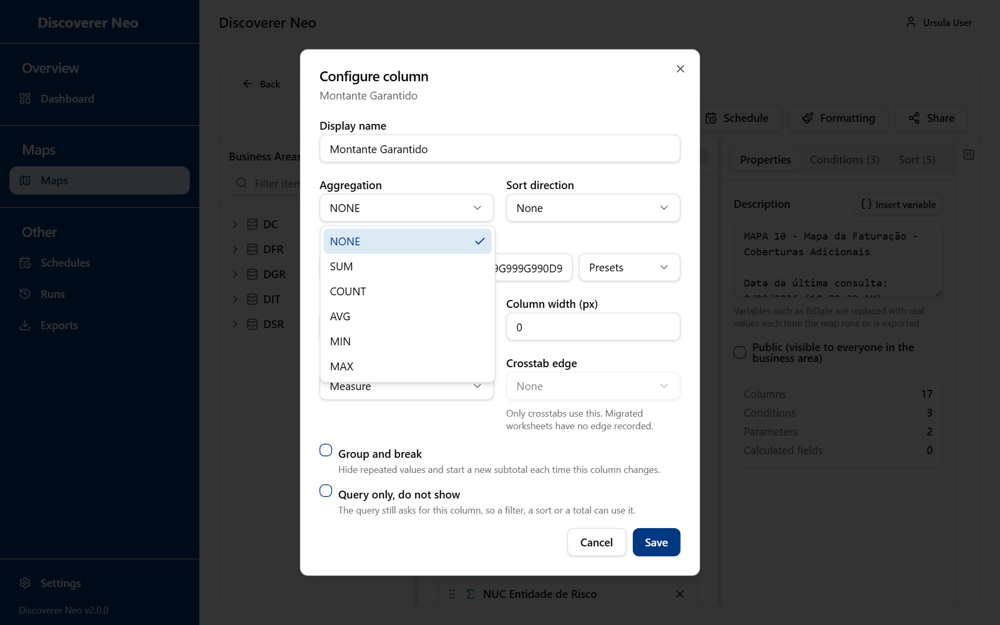 Discoverer Neo
Discoverer Neo
Ursula User
Overview
Dashboard
Maps
Maps
Other
Schedules
Runs
Exports
Settings
Discoverer Neo v2.0.0
Back
Schedule
Formatting
Share
Business Areas
Filter item
DC
DFR
DGR
DIT
DSR
Configure column
Montante Garantido
Display name
Montante Garantido
Aggregation
Sort direction
NONE
None
NONE
SUM
COUNT
AVG
MIN
MAX
9G999G990D9
Presets
Column width (px)
0
Crosstab edge
Measure
None
Only crosstabs use this. Migrated
worksheets have no edge recorded.
Group and break
Hide repeated values and start a new subtotal each time this column changes.
Query only, do not show
The query still asks for this column, so a filter, a sort or a total can use it.
Cancel
Save
NUC Entidade de Risco
Properties
Conditions (3)
Sort (5)
Description
{ } Insert variable
MAPA 10 - Mapa da Faturação -
Coberturas Adicionais
Data da última consulta:
Variables such as &Date are replaced with real
values each time the map runs or is exported.
Public (visible to everyone in the
business area)
Columns 17
Conditions 3
Parameters 2
Calculated fields 0